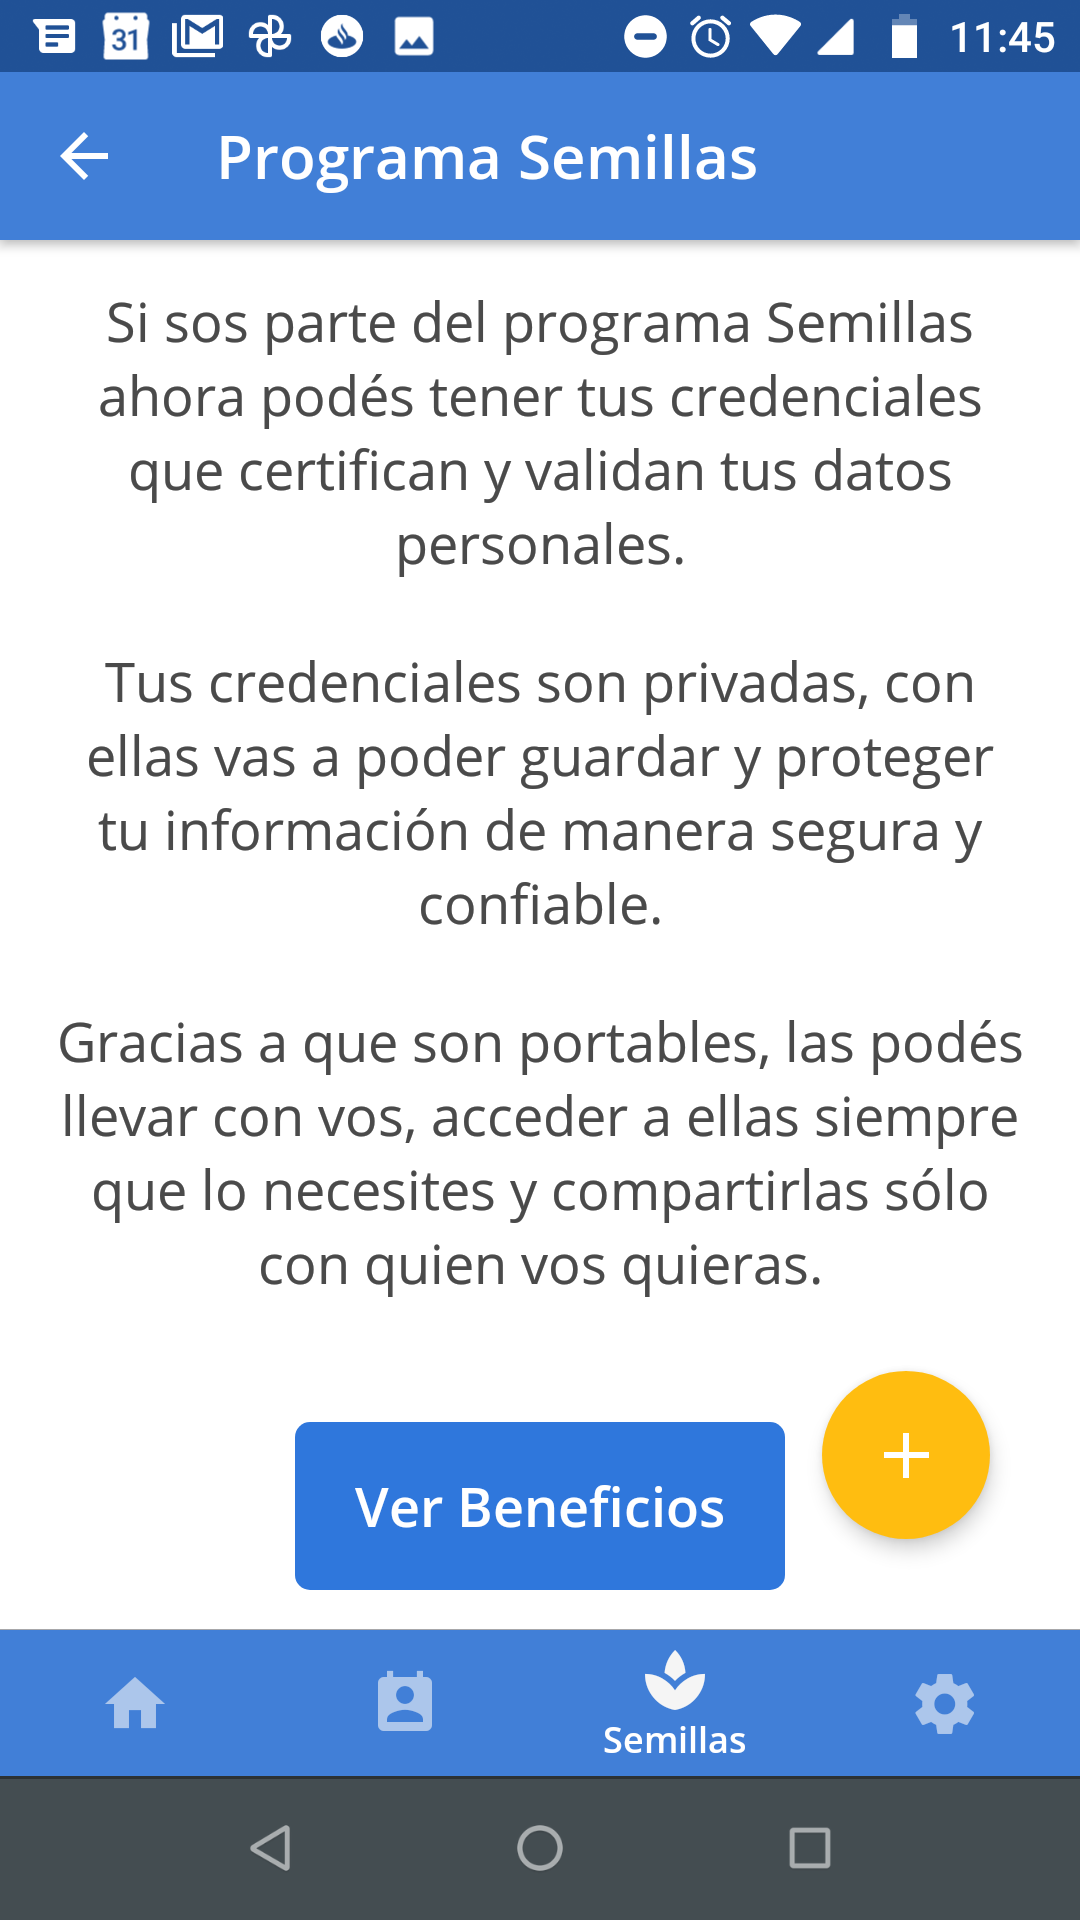 31
11:45
Programa Semillas
Si sos parte del programa Semillas
ahora podés tener tus credenciales
que certifican y validan tus datos
personales.
Tus credenciales son privadas, con
ellas vas a poder guardar y proteger
tu información de manera segura y
confiable.
Gracias a que son portables, las podés
llevar con vos, acceder a ellas siempre
que lo necesites y compartirlas sólo
con quien vos quieras.
Ver Beneficios
Semillas